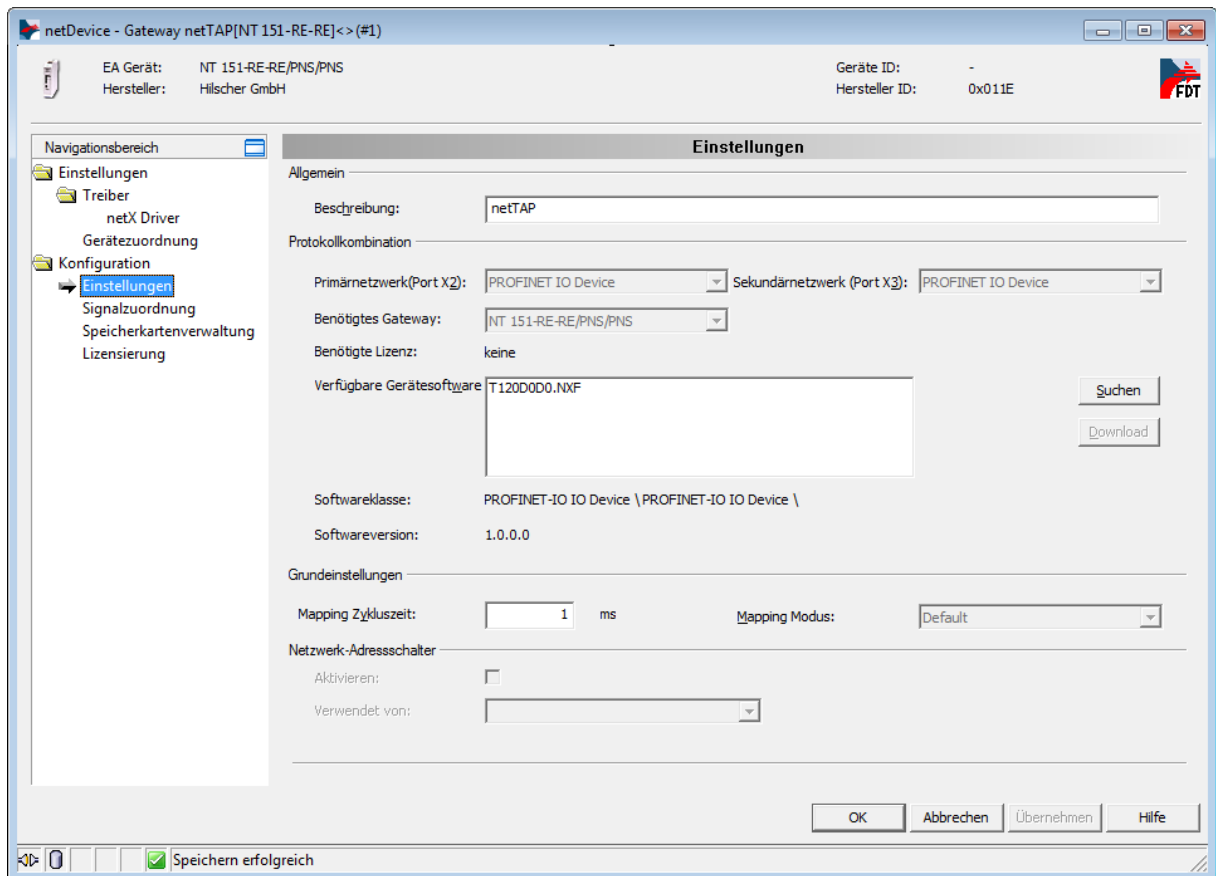 netDevice - Gateway netTAP[NT 151-RE-RE]<>(#1)
EA Gerät: NT 151-RE-RE/PNS/PNS Geräte ID: -
Hersteller: Hilscher GmbH Hersteller ID: 0x011E
FDT
Navigationsbereich
Einstellungen
Treiber
netX Driver
Gerätezuordnung
Konfiguration
Einstellungen
Signalzuordnung
Speicherkartenverwaltung
Lizensierung
Einstellungen
Allgemein
Beschreibung: netTAP
Protokollkombination
Primärnetzwerk(Port X2): PROFINET IO Device Sekundärnetzwerk (Port X3): PROFINET IO Device
Benötigtes Gateway: NT 151-RE-RE/PNS/PNS
Benötigte Lizenz: keine
Verfügbare Gerätesoftware T120D0D0.NXF Suchen
Download
Softwareklasse: PROFINET-IO IO Device \ PROFINET-IO IO Device \
Softwareversion: 1.0.0.0
Grundeinstellungen
Mapping Zykluszeit: 1 ms Mapping Modus: Default
Netzwerk-Adressschalter
Aktivieren:
Verwendet von:
OK Abbrechen Übernehmen Hilfe
Speichern erfolgreich